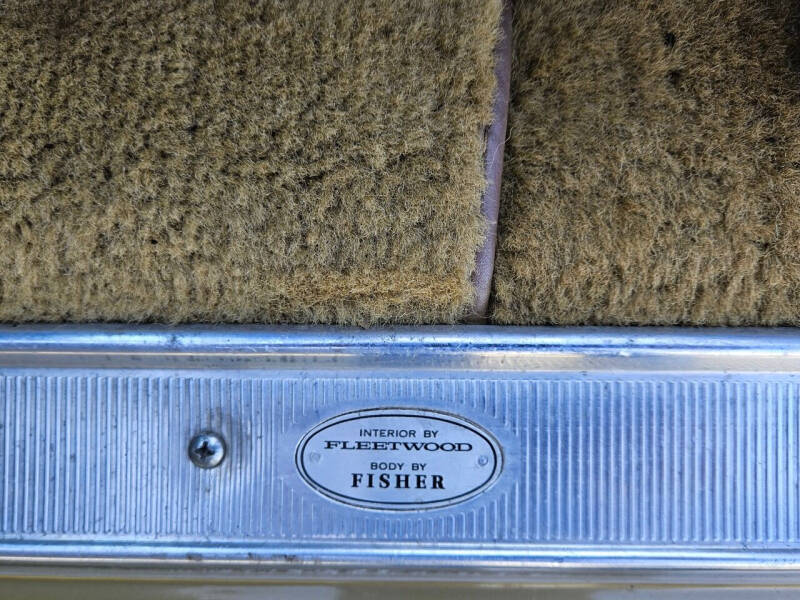 INTERIOR BY
FLEETWOOD
BODY BY
FISHER